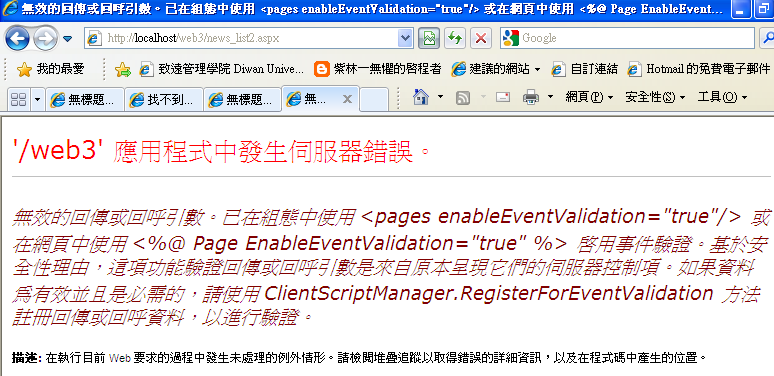 無效的回傳或回呼引數。已在組態中使用 <pages enableEventValidation="true"/> 或在網頁中使用 <%@ Page EnableEvent...
http://localhost/web3/news_list2.aspx
Google
我的最愛 致遠管理學院 Diwan Unive... 紫林一無懼的啓程者 建議的網站 自訂連結 Hotmail 的免費電子郵件
無標題... 找不到... 無標題... 無... 網頁(P) 安全性(S) 工具(O)
'/web3' 應用程式中發生伺服器錯誤。
無效的回傳或回呼引數。已在組態中使用 <pages enableEventValidation="true"/> 或
在網頁中使用 <%@ Page EnableEventValidation="true" %> 啓用事件驗證。基於安
全性理由，這項功能驗證回傳或回呼引數是來自原本呈現它們的伺服器控制項。如果資料
為有效並且是必需的，請使用 ClientScriptManager.RegisterForEventValidation 方法
註冊回傳或回呼資料，以進行驗證。
描述: 在執行目前 Web 要求的過程中發生未處理的例外情形。請檢閱堆疊追蹤以取得錯誤的詳細資訊，以及在程式碼中產生的位置。